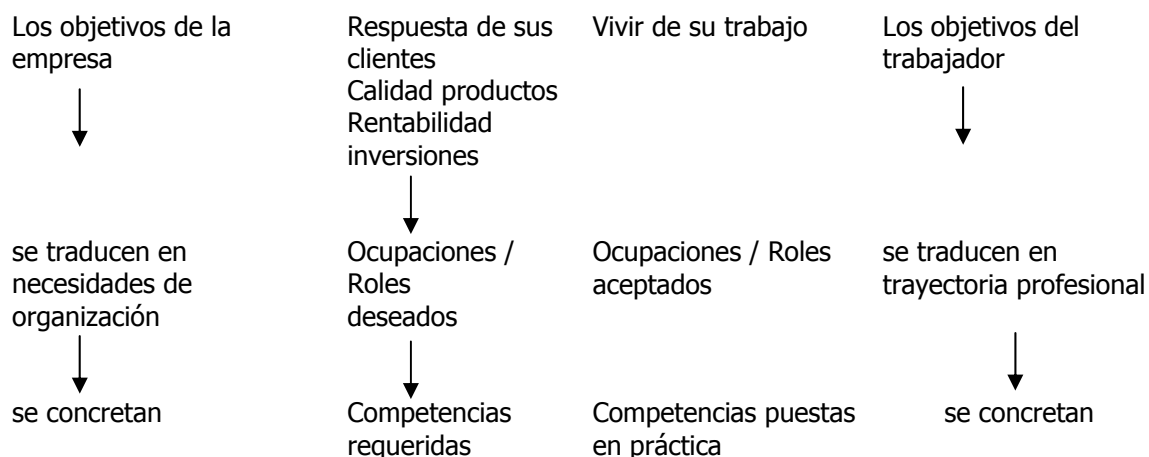 Los objetivos de la
empresa
Respuesta de sus
clientes
Calidad productos
Rentabilidad
inversiones
Vivir de su trabajo
Los objetivos del
trabajador
se traducen en
necesidades de
organización
Ocupaciones /
Roles
deseados
Ocupaciones / Roles
aceptados
se traducen en
trayectoria profesional
se concretan
Competencias
requeridas
Competencias puestas
en práctica
se concretan